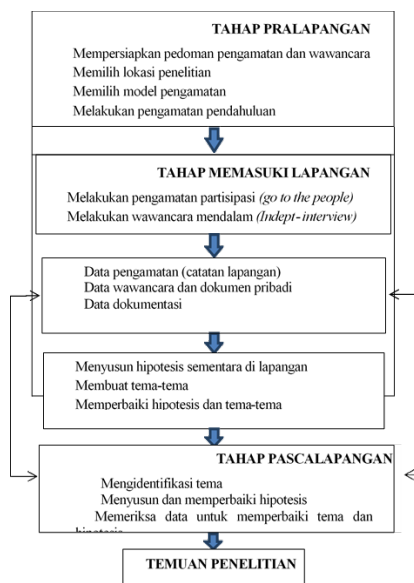 TAHAP PRALAPANGAN
Mempersiapkan pedoman pengamatan dan wawancara
Memilih lokasi penelitian
Memilih model pengamatan
Melakukan pengamatan pendahuluan
TAHAP MEMASUKI LAPANGAN
Melakukan pengamatan partisipasi (go to the people)
Melakukan wawancara mendalam (Indept-interview)
Data pengamatan (catatan lapangan)
Data wawancara dan dokumen pribadi
Data dokumentasi
Menyusun hipotesis sementara di lapangan
Membuat tema-tema
Memperbaiki hipotesis dan tema-tema
TAHAP PASCALAPANGAN
Mengidentifikasi tema
Menyusun dan memperbaiki hipotesis
Memeriksa data untuk memperbaiki tema dan
hipotesis
TEMUAN PENELITIAN